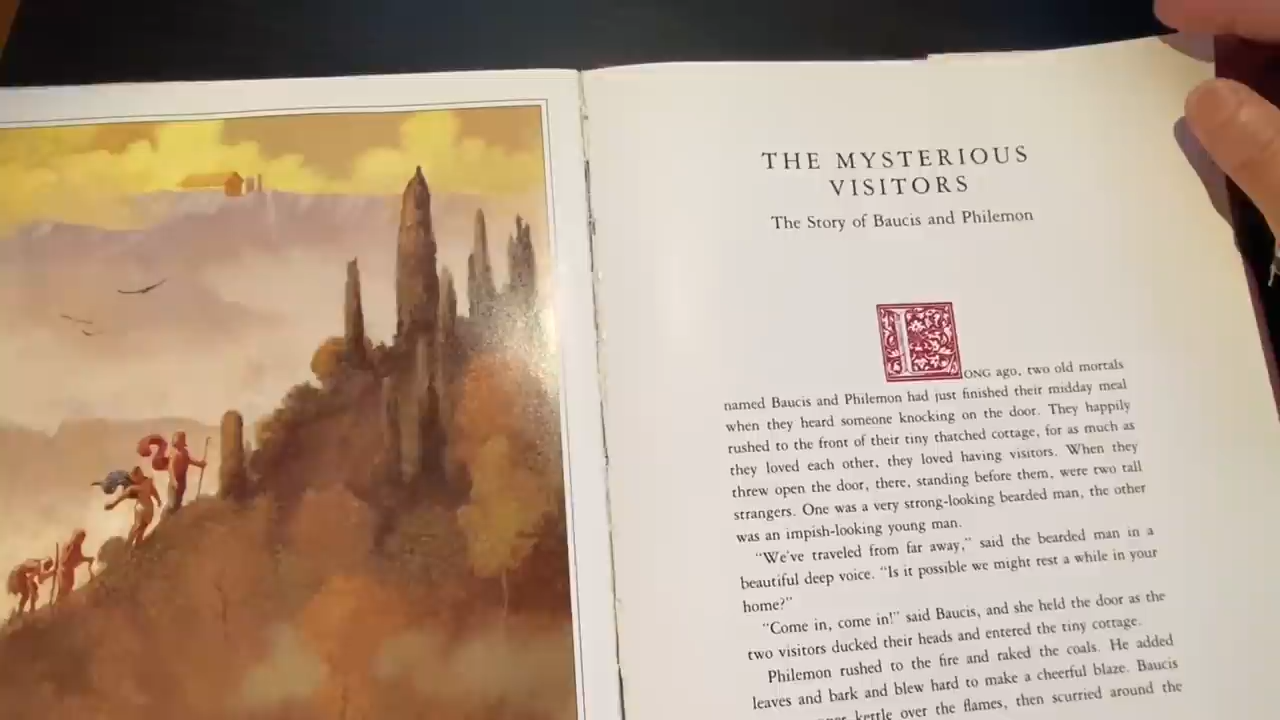 THE MYSTERIOUS
VISITORS
The Story of Baucis and Philemon
LONG ago, two old mortals
named Baucis and Philemon had just finished their midday meal
when they heard someone knocking on the door. They happily
rushed to the front of their tiny thatched cottage, for as much as
they loved each other, they loved having visitors. When they
threw open the door, there, standing before them, were two tall
strangers. One was a very strong-looking bearded man, the other
was an impish-looking young man.
"We've traveled from far away," said the bearded man in a
beautiful deep voice. "Is it possible we might rest a while in your
home?"
"Come in, come in!" said Baucis, and she held the door as the
two visitors ducked their heads and entered the tiny cottage.
Philemon rushed to the fire and raked the coals. He added
leaves and bark and blew hard to make a cheerful blaze. Baucis
kettle over the flames, then scurried around the